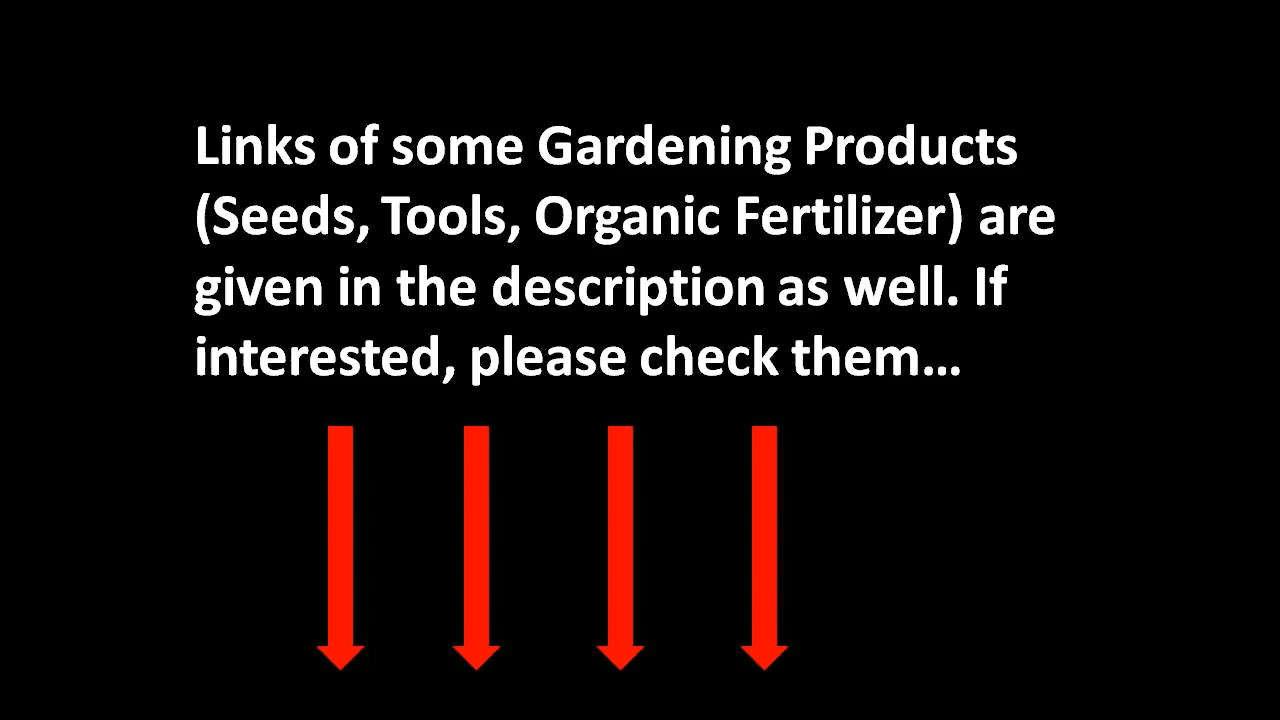 Links of some Gardening Products
(Seeds, Tools, Organic Fertilizer) are
given in the description as well. If
interested, please check them…